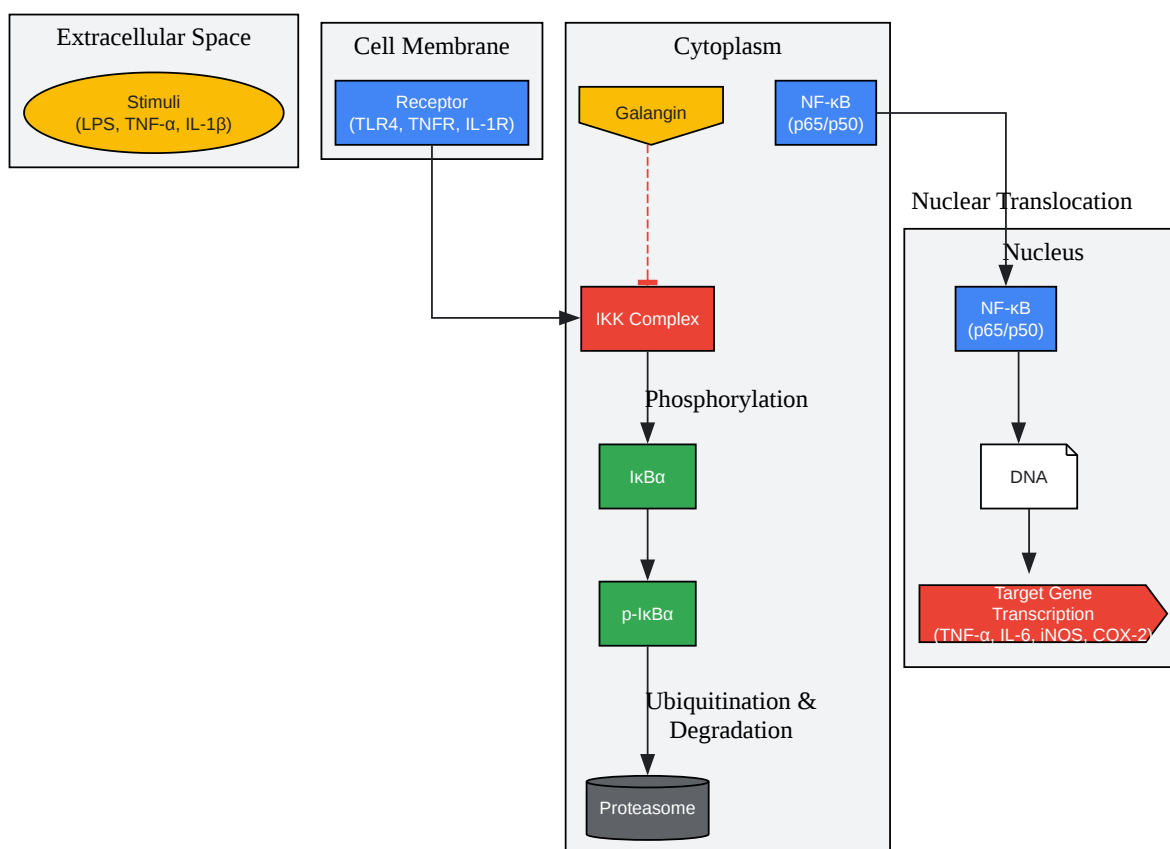 Extracellular Space
Stimuli
(LPS, TNF-α, IL-1β)
Cell Membrane
Receptor
(TLR4, TNFR, IL-1R)
Cytoplasm
Galangin
NF-κB
(p65/p50)
IKK Complex
Phosphorylation
IκBα
p-IκBα
Ubiquitination &
Degradation
Proteasome
Nuclear Translocation
Nucleus
NF-κB
(p65/p50)
DNA
Target Gene
Transcription
(TNF-α, IL-6, iNOS, COX-2)